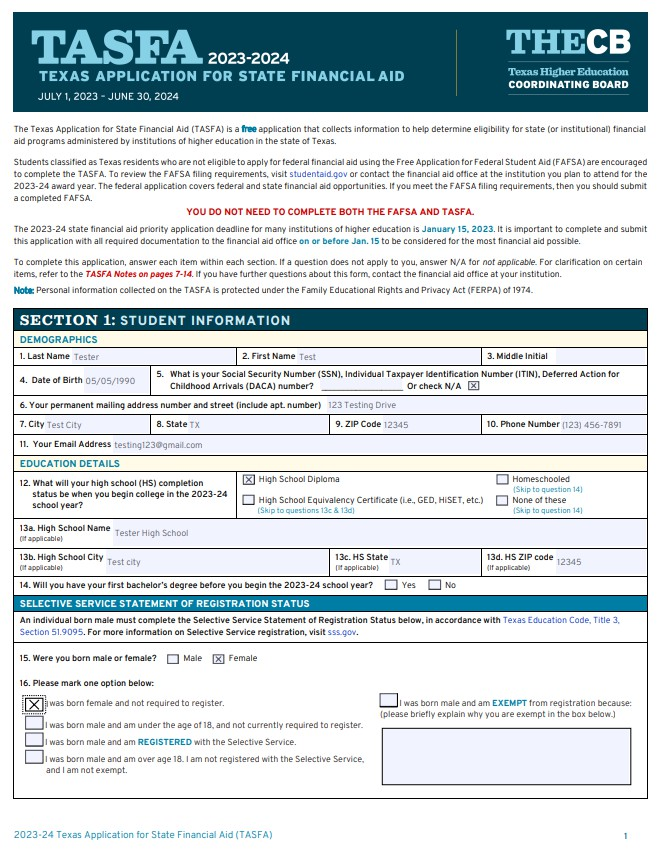 TASFA 2023-2024
TEXAS APPLICATION FOR STATE FINANCIAL AID
JULY 1, 2023 – JUNE 30, 2024
THECB
Texas Higher Education
COORDINATING BOARD
The Texas Application for State Financial Aid (TASFA) is a free application that collects information to help determine eligibility for state (or institutional) financial
aid programs administered by institutions of higher education in the state of Texas.
Students classified as Texas residents who are not eligible to apply for federal financial aid using the Free Application for Federal Student Aid (FAFSA) are encouraged
to complete the TASFA. To review the FAFSA filing requirements, visit studentaid.gov or contact the financial aid office at the institution you plan to attend for the
2023-24 award year. The federal application covers federal and state financial aid opportunities. If you meet the FAFSA filing requirements, then you should submit
a completed FAFSA.
YOU DO NOT NEED TO COMPLETE BOTH THE FAFSA AND TASFA.
The 2023-24 state financial aid priority application deadline for many institutions of higher education is January 15, 2023. It is important to complete and submit
this application with all required documentation to the financial aid office on or before Jan. 15 to be considered for the most financial aid possible.
To complete this application, answer each item within each section. If a question does not apply to you, answer N/A for not applicable. For clarification on certain
items, refer to the TASFA Notes on pages 7-14. If you have further questions about this form, contact the financial aid office at your institution.
Note: Personal information collected on the TASFA is protected under the Family Educational Rights and Privacy Act (FERPA) of 1974.
SECTION 1: STUDENT INFORMATION
DEMOGRAPHICS
1. Last Name Tester 2. First Name Test 3. Middle Initial
4. Date of Birth 05/05/1990 5. What is your Social Security Number (SSN), Individual Taxpayer Identification Number (ITIN), Deferred Action for
Childhood Arrivals (DACA) number? Or check N/A
6. Your permanent mailing address number and street (include apt. number) 123 Testing Drive
7. City Test City 8. State TX 9. ZIP Code 12345 10. Phone Number (123) 456-7891
11. Your Email Address testing123@gmail.com
EDUCATION DETAILS
12. What will your high school (HS) completion
status be when you begin college in the 2023-24
school year?
High School Diploma
High School Equivalency Certificate (i.e., GED, HiSET, etc.)
(Skip to questions 13c & 13d)
Homeschooled
(Skip to question 14)
None of these
(Skip to question 14)
13a. High School Name Tester High School
(If applicable)
13b. High School City Test city 13c. HS State TX 13d. HS ZIP code 12345
(If applicable) (If applicable) (If applicable)
14. Will you have your first bachelor's degree before you begin the 2023-24 school year? Yes No
SELECTIVE SERVICE STATEMENT OF REGISTRATION STATUS
An individual born male must complete the Selective Service Statement of Registration Status below, in accordance with Texas Education Code, Title 3,
Section 51.9095. For more information on Selective Service registration, visit sss.gov.
15. Were you born male or female? Male Female
16. Please mark one option below:
I was born female and not required to register.
I was born male and am under the age of 18, and not currently required to register.
I was born male and am REGISTERED with the Selective Service.
I was born male and am over age 18. I am not registered with the Selective Service,
and I am not exempt.
I was born male and am EXEMPT from registration because:
(please briefly explain why you are exempt in the box below.)
2023-24 Texas Application for State Financial Aid (TASFA) 1